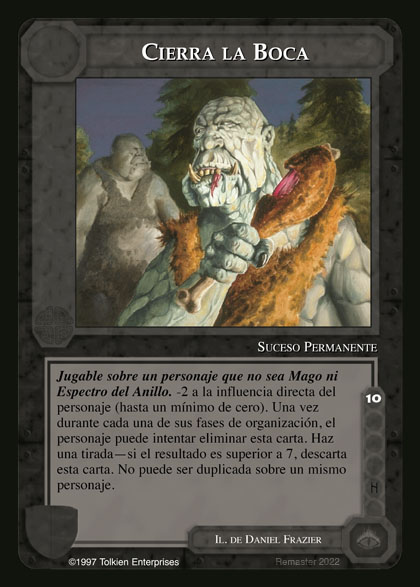 Cierra la Boca
Suceso Permanente
Jugable sobre un personaje que no sea Mago ni
Espectro del Anillo. -2 a la influencia directa del
personaje (hasta un mínimo de cero). Una vez
durante cada una de sus fases de organización, el
personaje puede intentar eliminar esta carta. Haz
una tirada—si el resultado es superior a 7, descarta
esta carta. No puede ser duplicada sobre un mismo
personaje.
10
H
Il. de Daniel Frazier
©1997 Tolkien Enterprises
Remaster 2022